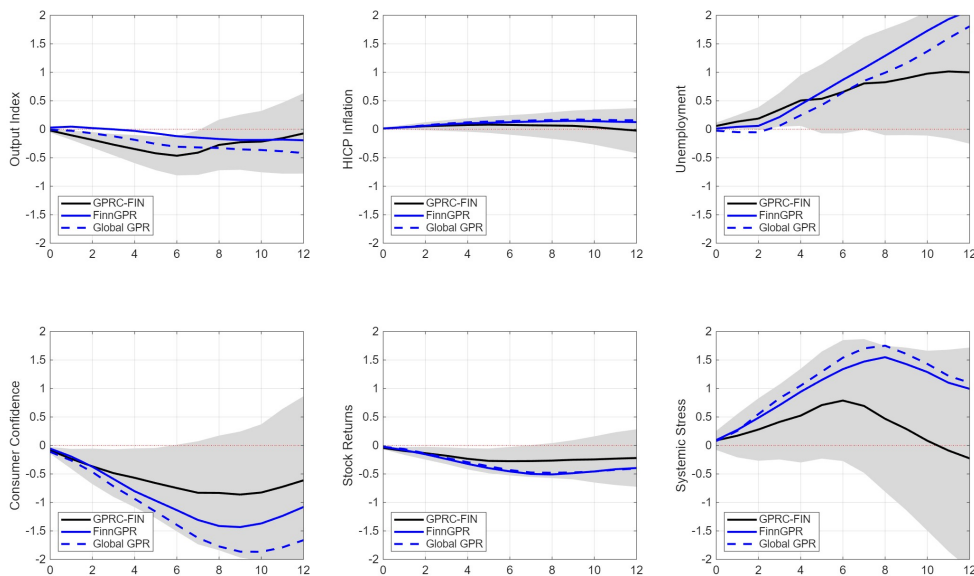 Output Index
2
1.5
1
0.5
0
-0.5
-1
-1.5
-2
GPRC-FIN
FinnGPR
Global GPR
0 2 4 6 8 10 12
HICP Inflation
2
1.5
1
0.5
0
-0.5
-1
-1.5
-2
GPRC-FIN
FinnGPR
Global GPR
0 2 4 6 8 10 12
Unemployment
2
1.5
1
0.5
0
-0.5
-1
-1.5
-2
GPRC-FIN
FinnGPR
Global GPR
0 2 4 6 8 10 12
Consumer Confidence
2
1.5
1
0.5
0
-0.5
-1
-1.5
-2
GPRC-FIN
FinnGPR
Global GPR
0 2 4 6 8 10 12
Stock Returns
2
1.5
1
0.5
0
-0.5
-1
-1.5
-2
GPRC-FIN
FinnGPR
Global GPR
0 2 4 6 8 10 12
Systemic Stress
2
1.5
1
0.5
0
-0.5
-1
-1.5
-2
GPRC-FIN
FinnGPR
Global GPR
0 2 4 6 8 10 12